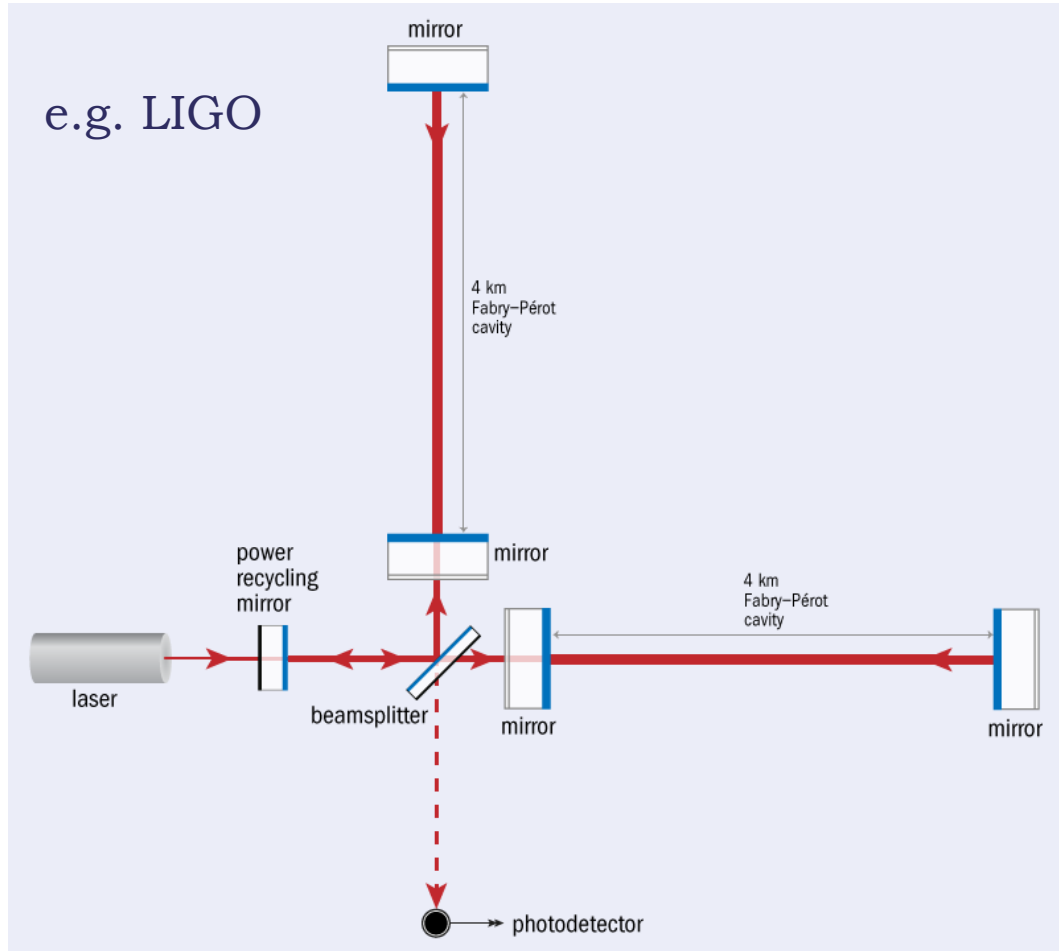 mirror
e.g. LIGO
4 km
Fabry–Pérot
cavity
power
recycling
mirror
mirror
4 km
Fabry–Pérot
cavity
laser
beamsplitter
mirror
mirror
photodetector